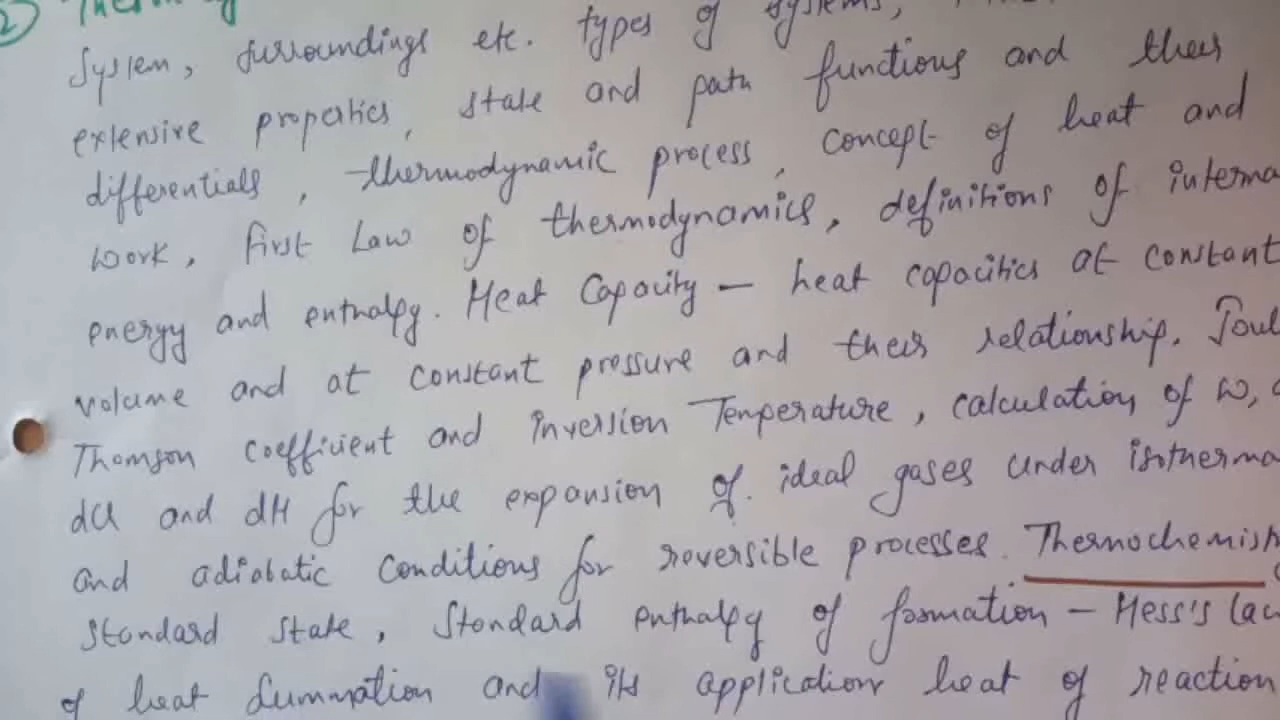 2
System, surroundings etc. types of systems,
extensive properties, state and path functions and their
differentials, thermodynamic process, concept of heat and
work, first Law of thermodynamics, definitions of interna
energy and enthalpy. Heat Capacity – heat capacities at constant
volume and at constant pressure and their relationship. Joul
Thomson coefficient and inversion Temperature, calculation of w,
dU and dH for the expansion of ideal gases under isotherma
and adiabatic conditions for reversible processes. Thermochemist
standard state, standard enthalpy of formation – Hess's law
of heat summation and its application heat of reaction